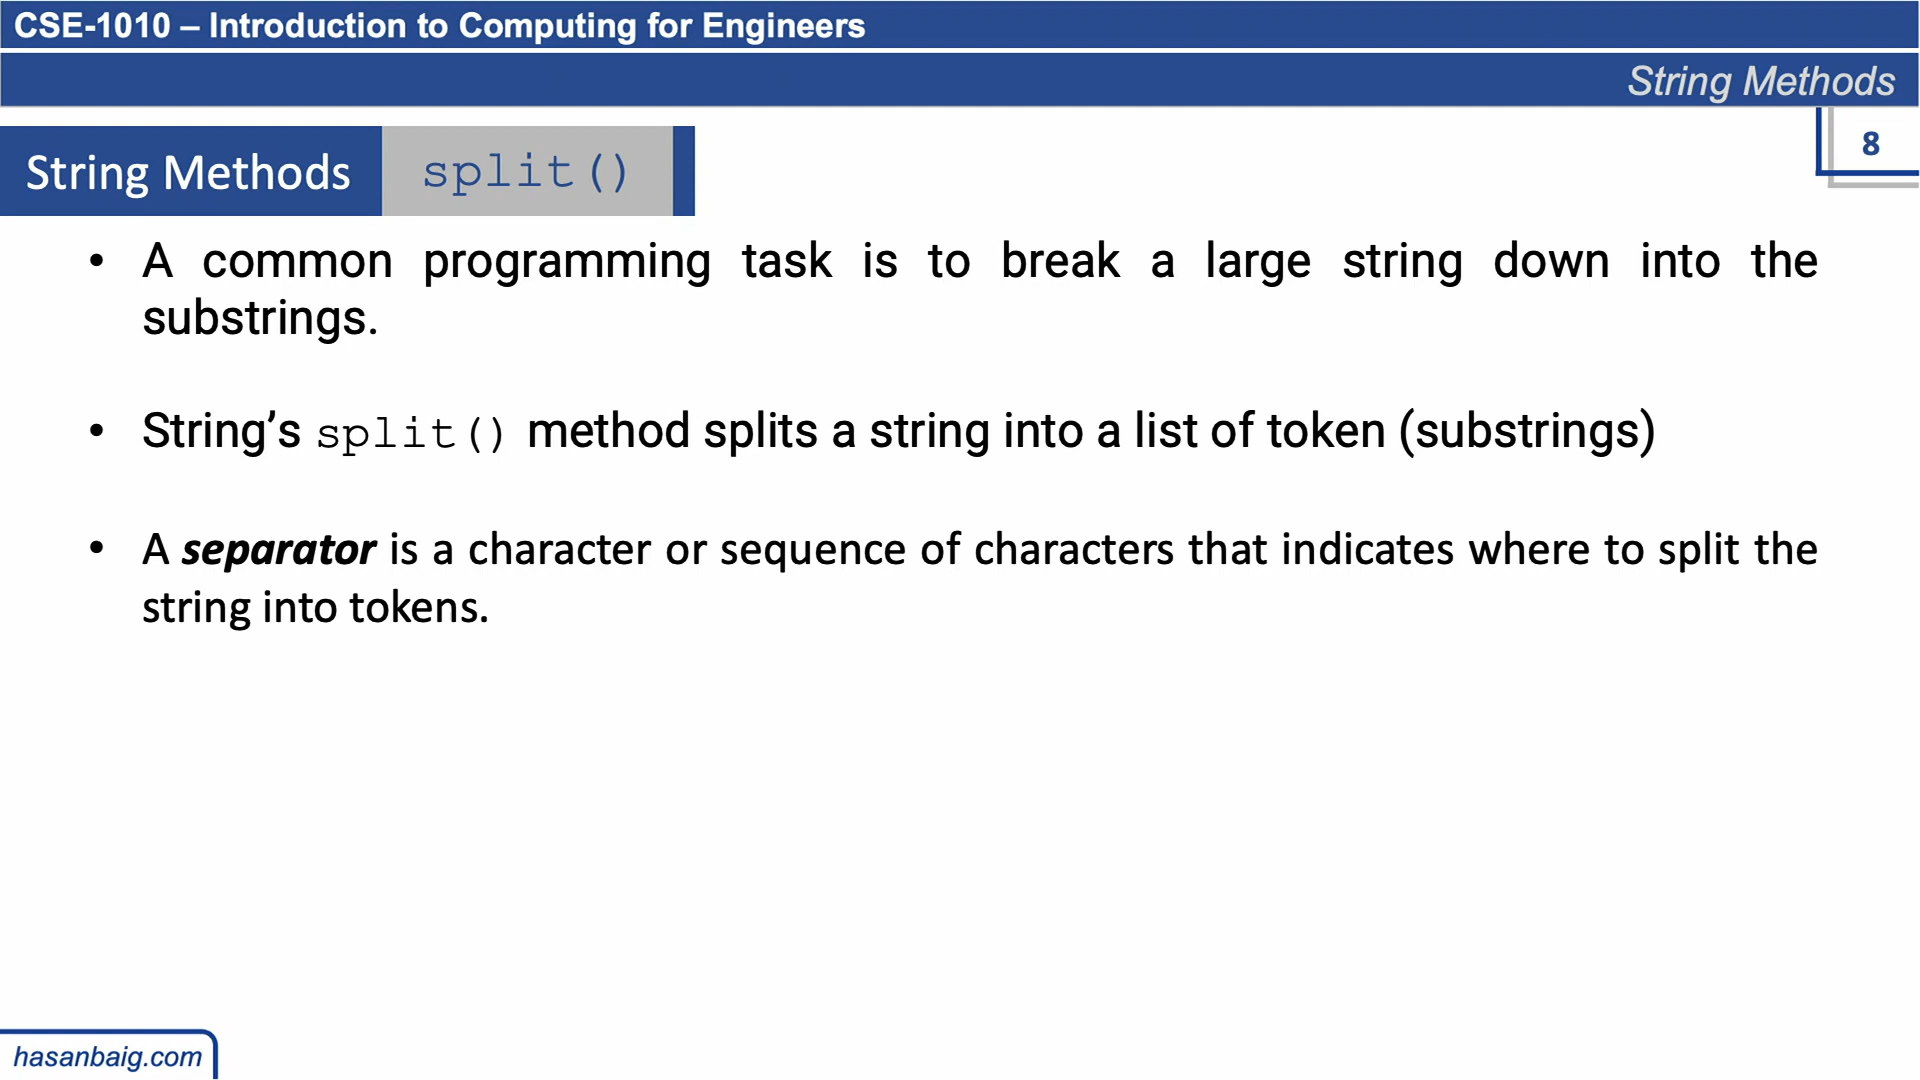 CSE-1010 – Introduction to Computing for Engineers
String Methods
8
String Methods split()
• A common programming task is to break a large string down into the
substrings.
• String’s split() method splits a string into a list of token (substrings)
• A separator is a character or sequence of characters that indicates where to split the
string into tokens.
hasanbaig.com